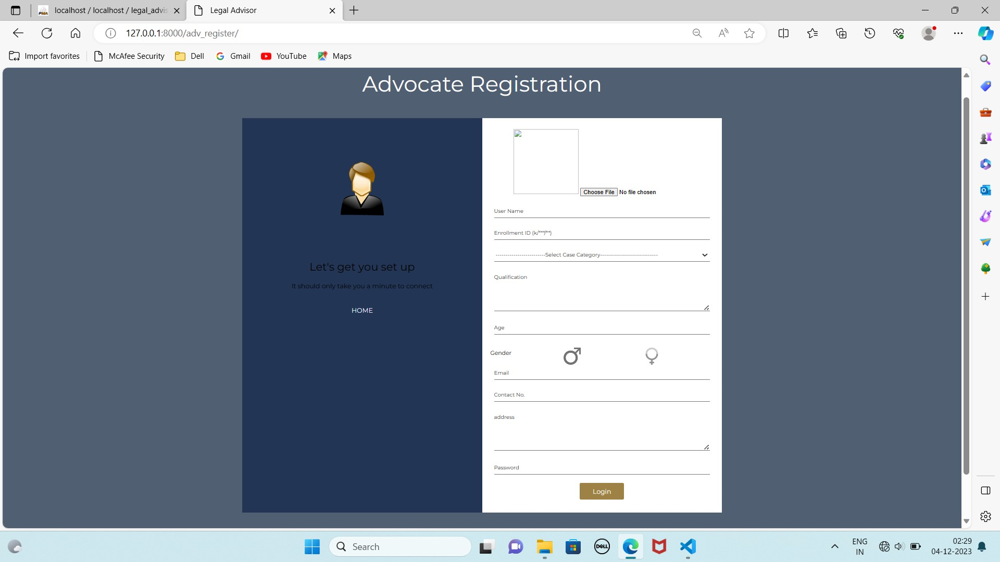 localhost / localhost / legal_advis
Legal Advisor
127.0.0.1:8000/adv_register/
Import favorites
McAfee Security
Dell
Gmail
YouTube
Maps
Advocate Registration
Choose File No file chosen
User Name
Enrollment ID (k/***/**)
-------------------------Select Case Category-----------------------------
Qualification
Age
Gender
Email
Contact No.
address
Password
Login
Let's get you set up
It should only take you a minute to connect
HOME
Search
DELL
ENG
IN
02:29
04-12-2023